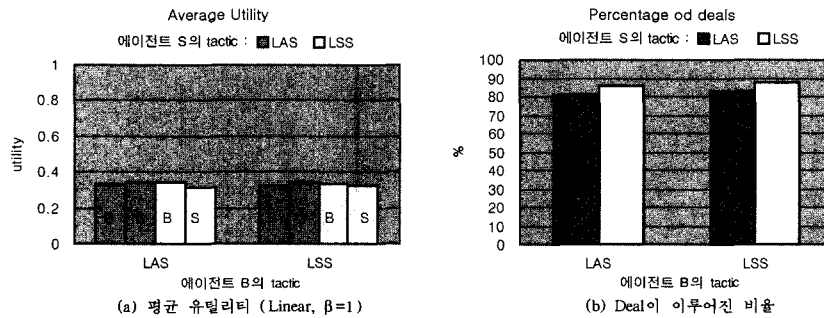 Average Utility
에이전트 S의 tactic : ■LAS □LSS
1
0.8
0.6
0.4
0.2
0
utility
B S
B S
LAS LSS
에이전트 B의 tactic
(a) 평균 유틸리티 (Linear, β=1)
Percentage od deals
에이전트 S의 tactic : ■LAS □LSS
100
90
80
70
60
50
40
30
20
10
0
%
LAS LSS
에이전트 B의 tactic
(b) Deal이 이루어진 비율